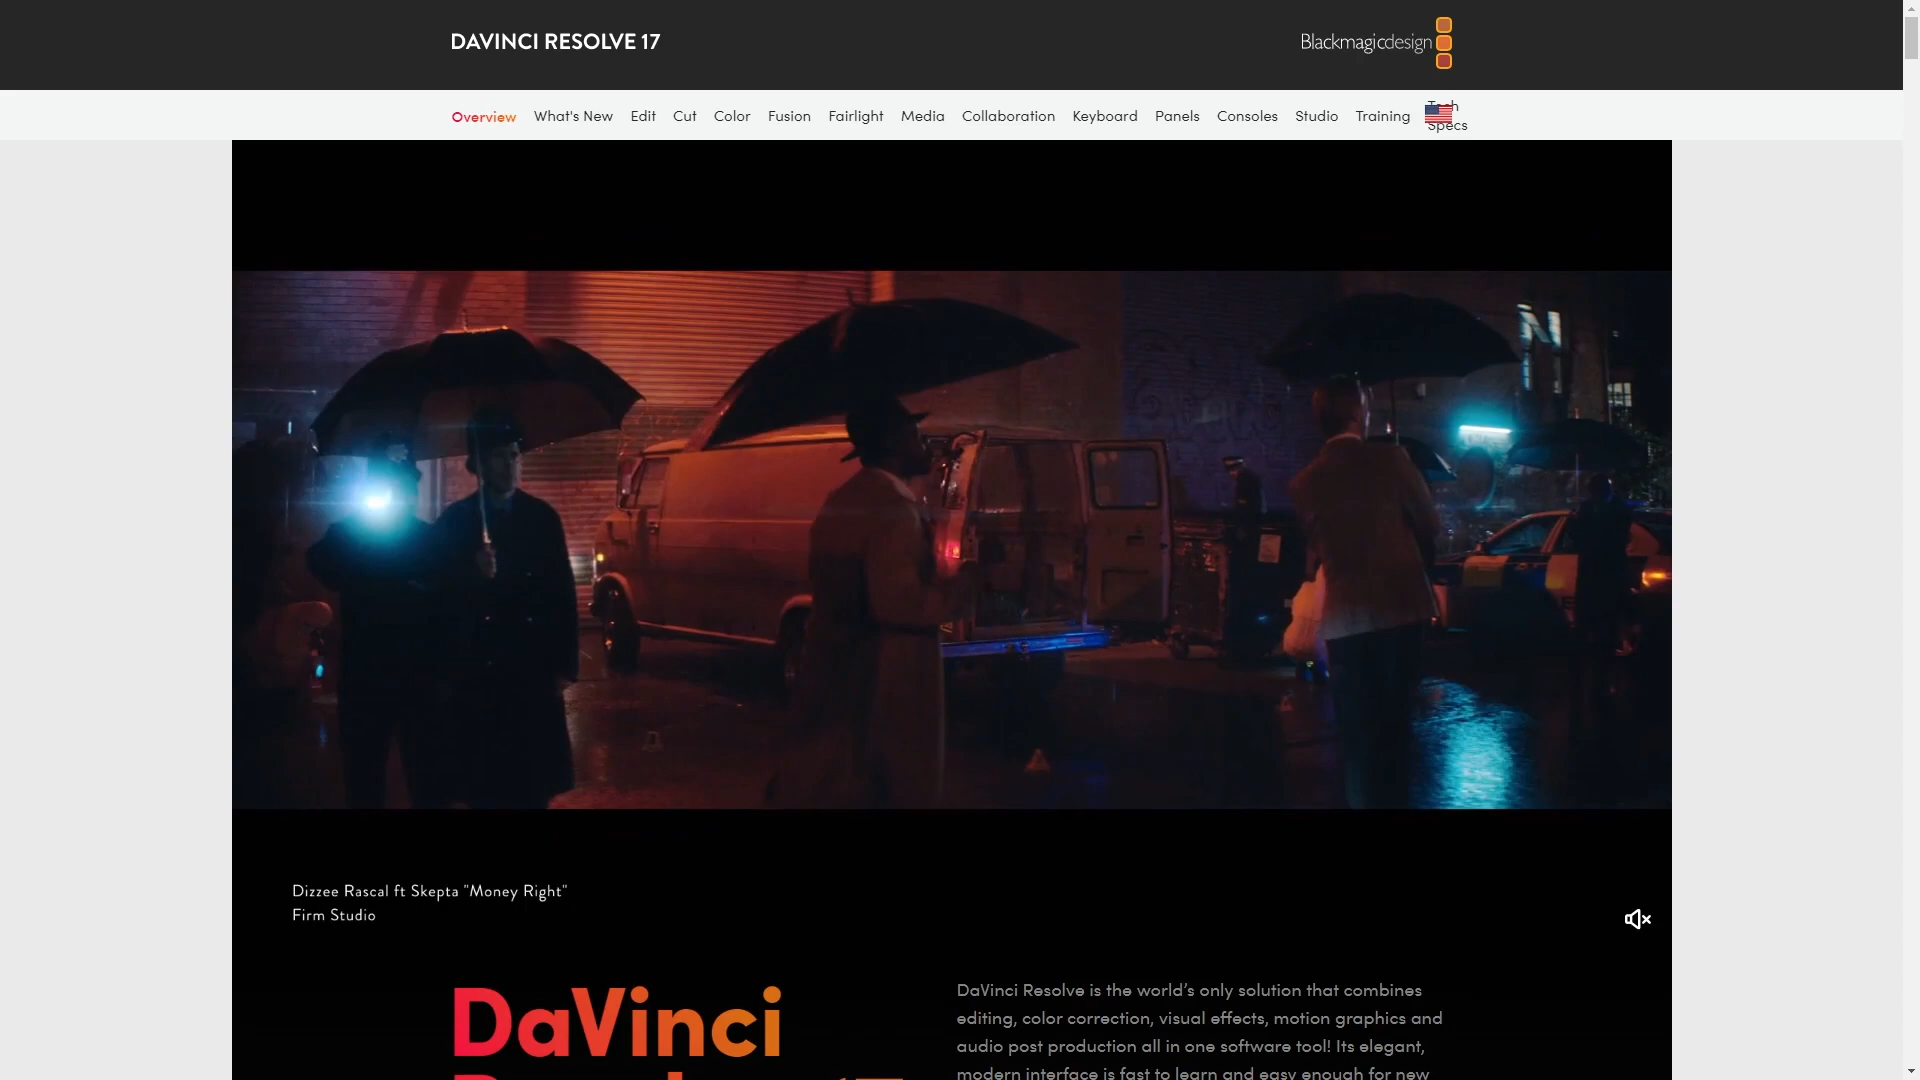 DAVINCI RESOLVE 17
Blackmagicdesign
Overview What's New Edit Cut Color Fusion Fairlight Media Collaboration Keyboard Panels Consoles Studio Training Tech Specs
Dizzee Rascal ft Skepta "Money Right"
Firm Studio
DaVinci
DaVinci Resolve is the world’s only solution that combines
editing, color correction, visual effects, motion graphics and
audio post production all in one software tool! Its elegant,
modern interface is fast to learn and easy enough for new